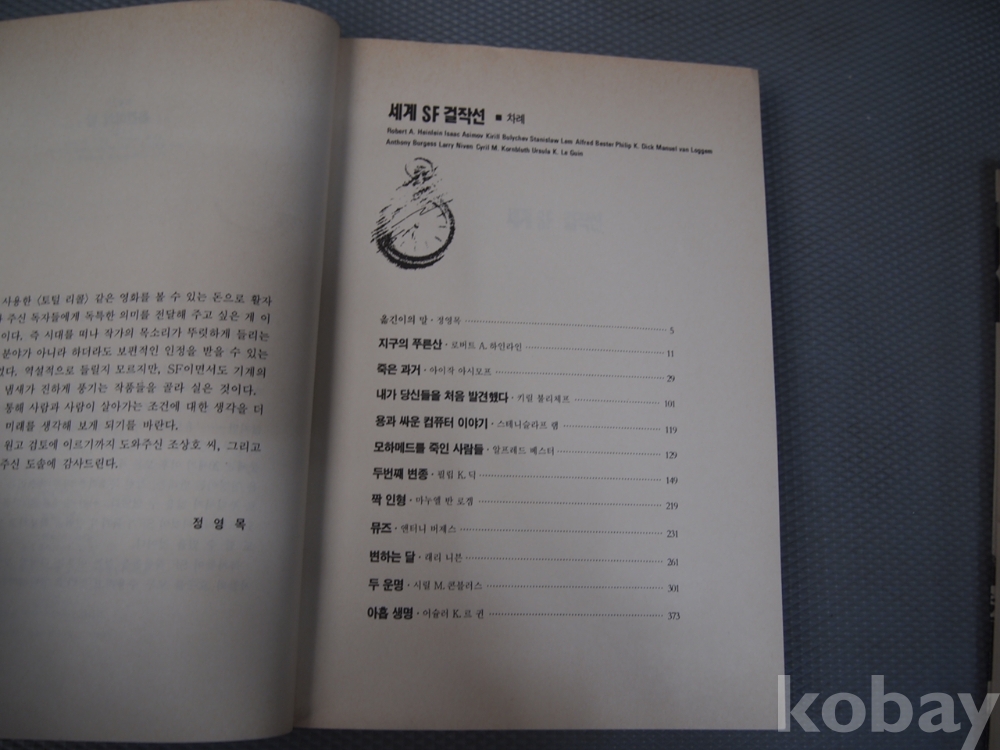 사용한 〈토털 리콜〉 같은 영화를 볼 수 있는 돈으로 활자
주신 독자들에게 독특한 의미를 전달해 주고 싶은 게 이
이다. 즉 시대를 떠나 작가의 목소리가 뚜렷하게 들리는
분야가 아니라 하더라도 보편적인 인정을 받을 수 있는
었다. 역설적으로 들릴지 모르지만, SF이면서도 기계의
냄새가 진하게 풍기는 작품들을 골라 실은 것이다.
통해 사람과 사람이 살아가는 조건에 대한 생각을 더
미래를 생각해 보게 되기를 바란다.
원고 검토에 이르기까지 도와주신 조상호 씨, 그리고
주신 도솔에 감사드린다.
정영목
세계 SF 걸작선 ■ 차례
Robert A. Heinlein Isaac Asimov Kirill Bulychev Stanislaw Lem Alfred Bester Philip K. Dick Manuel van Loggem
Anthony Burgess Larry Niven Cyril M. Kornbluth Ursula K. Le Guin
옮긴이의 말 · 정영목 5
지구의 푸른산 · 로버트 A. 하인라인 11
죽은 과거 · 아이작 아시모프 29
내가 당신들을 처음 발견했다 · 키릴 불리체프 101
용과 싸운 컴퓨터 이야기 · 스테니슬라프 렘 119
모하메드를 죽인 사람들 · 알프레드 베스터 129
두번째 변종 · 필립 K. 딕 149
짝 인형 · 마누엘 반 로겜 219
뮤즈 · 앤터니 버제스 231
변하는 달 · 래리 니븐 261
두 운명 · 시릴 M. 콘블러스 301
아홉 생명 · 어슐러 K. 르 귄 373
kobay